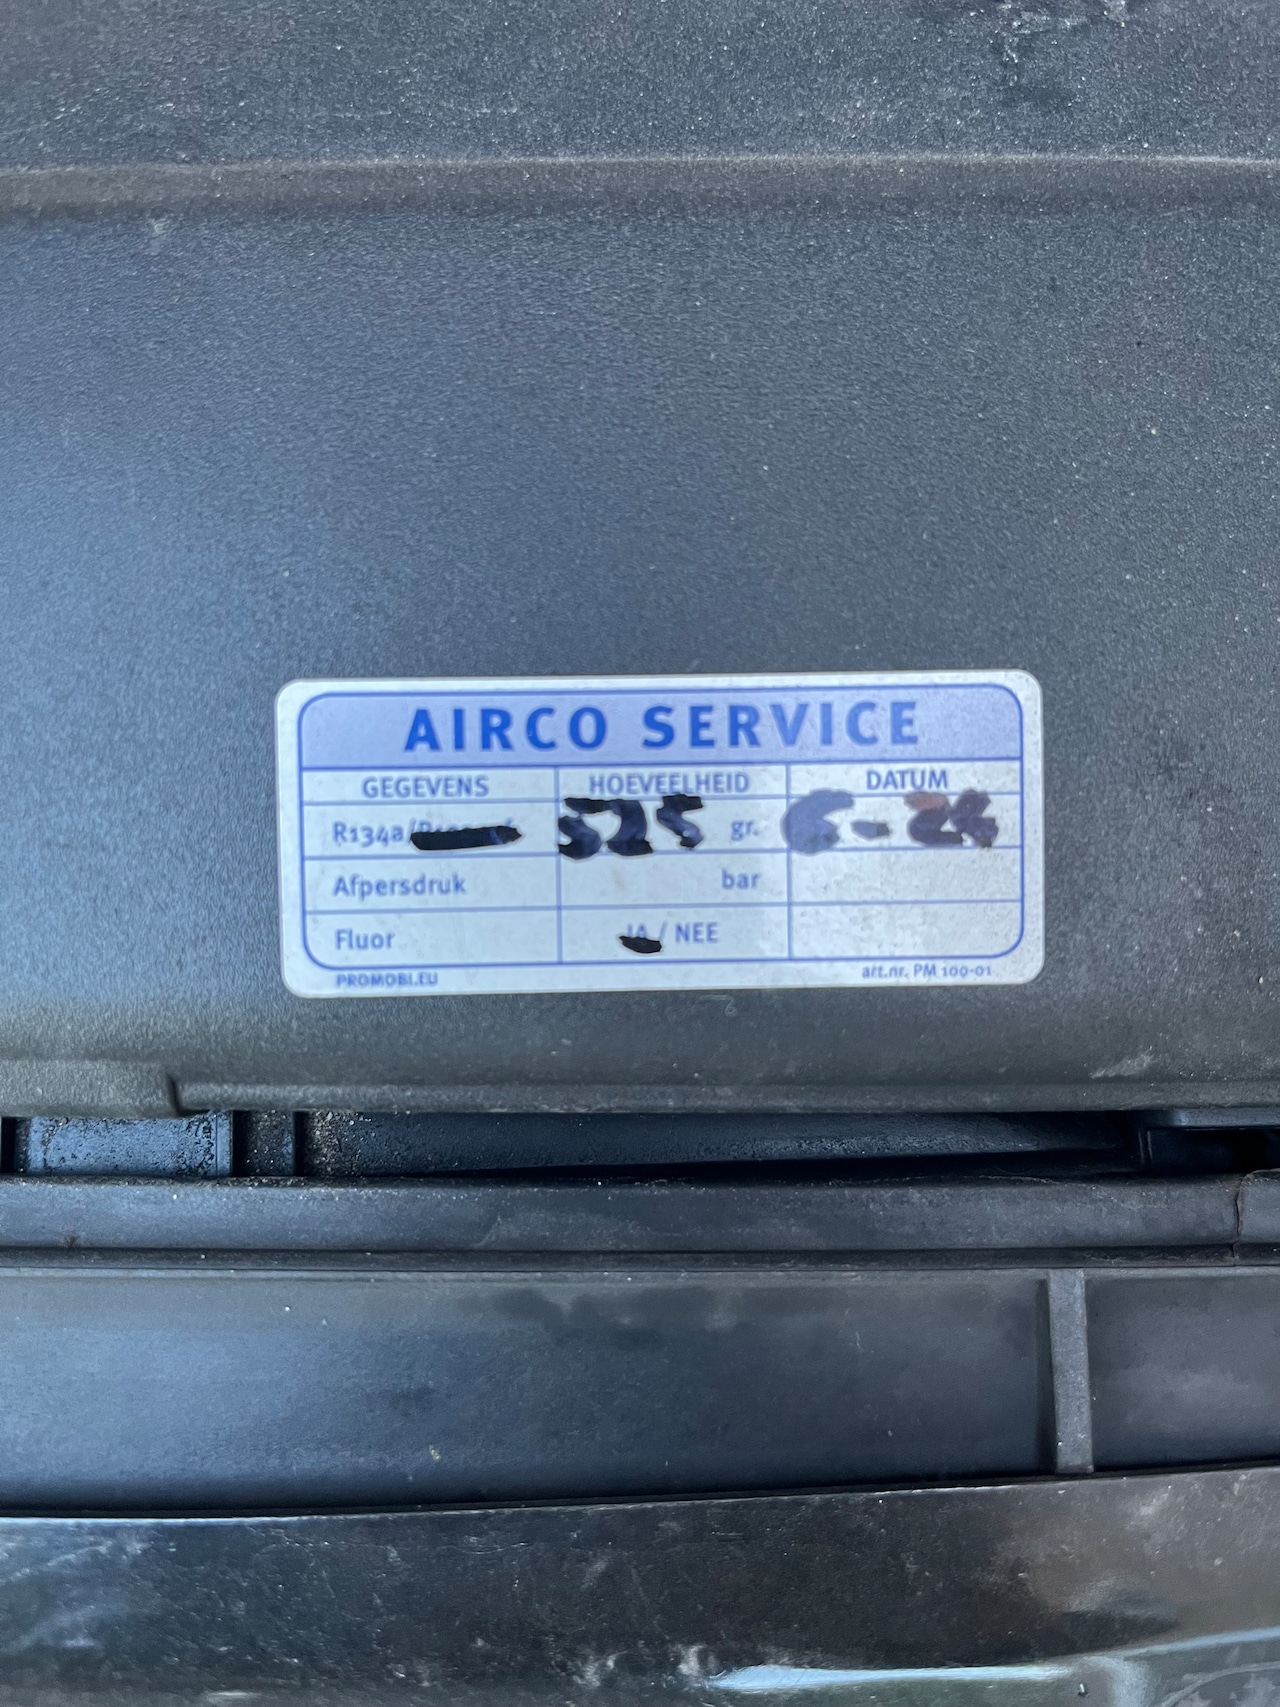 AIRCO SERVICE
GEGEVENS HOEVEELHEID DATUM
R134a/ 525 gr. 6-24
Afpersdruk bar
Fluor JA / NEE
PROMOBI.EU art.nr. PM 100-01